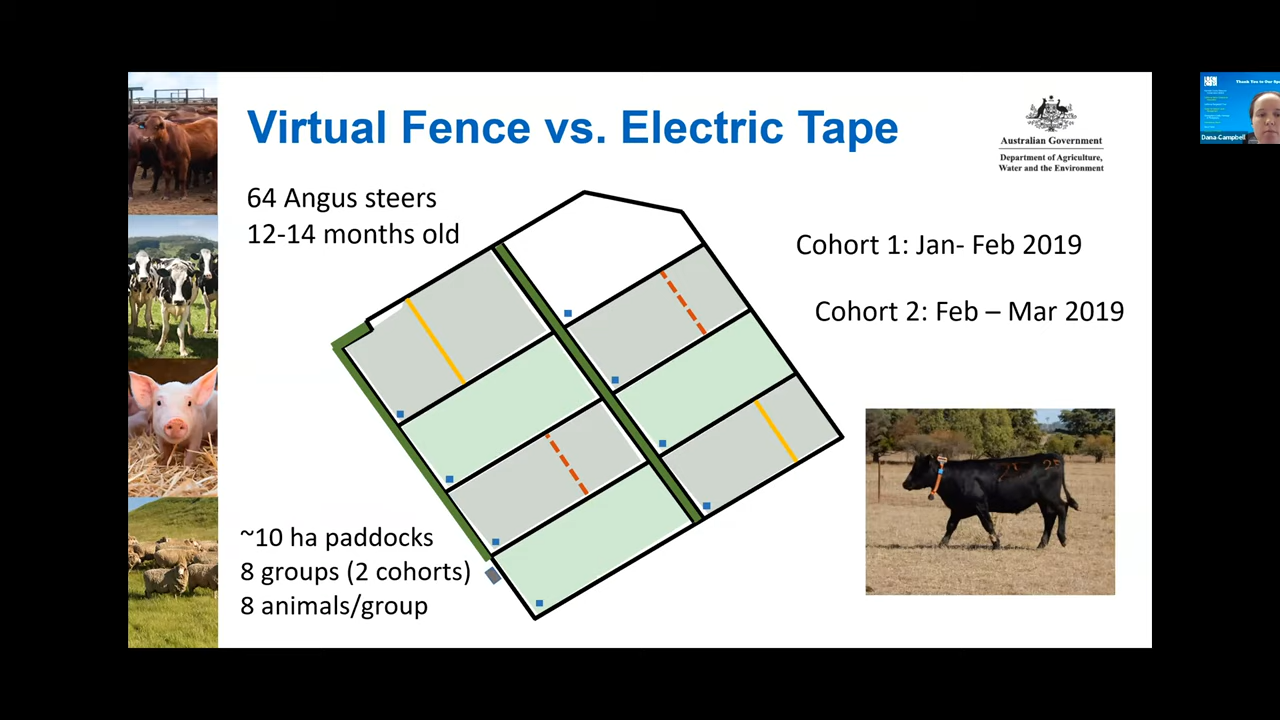 Virtual Fence vs. Electric Tape
Australian Government
Department of Agriculture,
Water and the Environment
64 Angus steers
12-14 months old
Cohort 1: Jan- Feb 2019
Cohort 2: Feb – Mar 2019
~10 ha paddocks
8 groups (2 cohorts)
8 animals/group
Dana Campbell